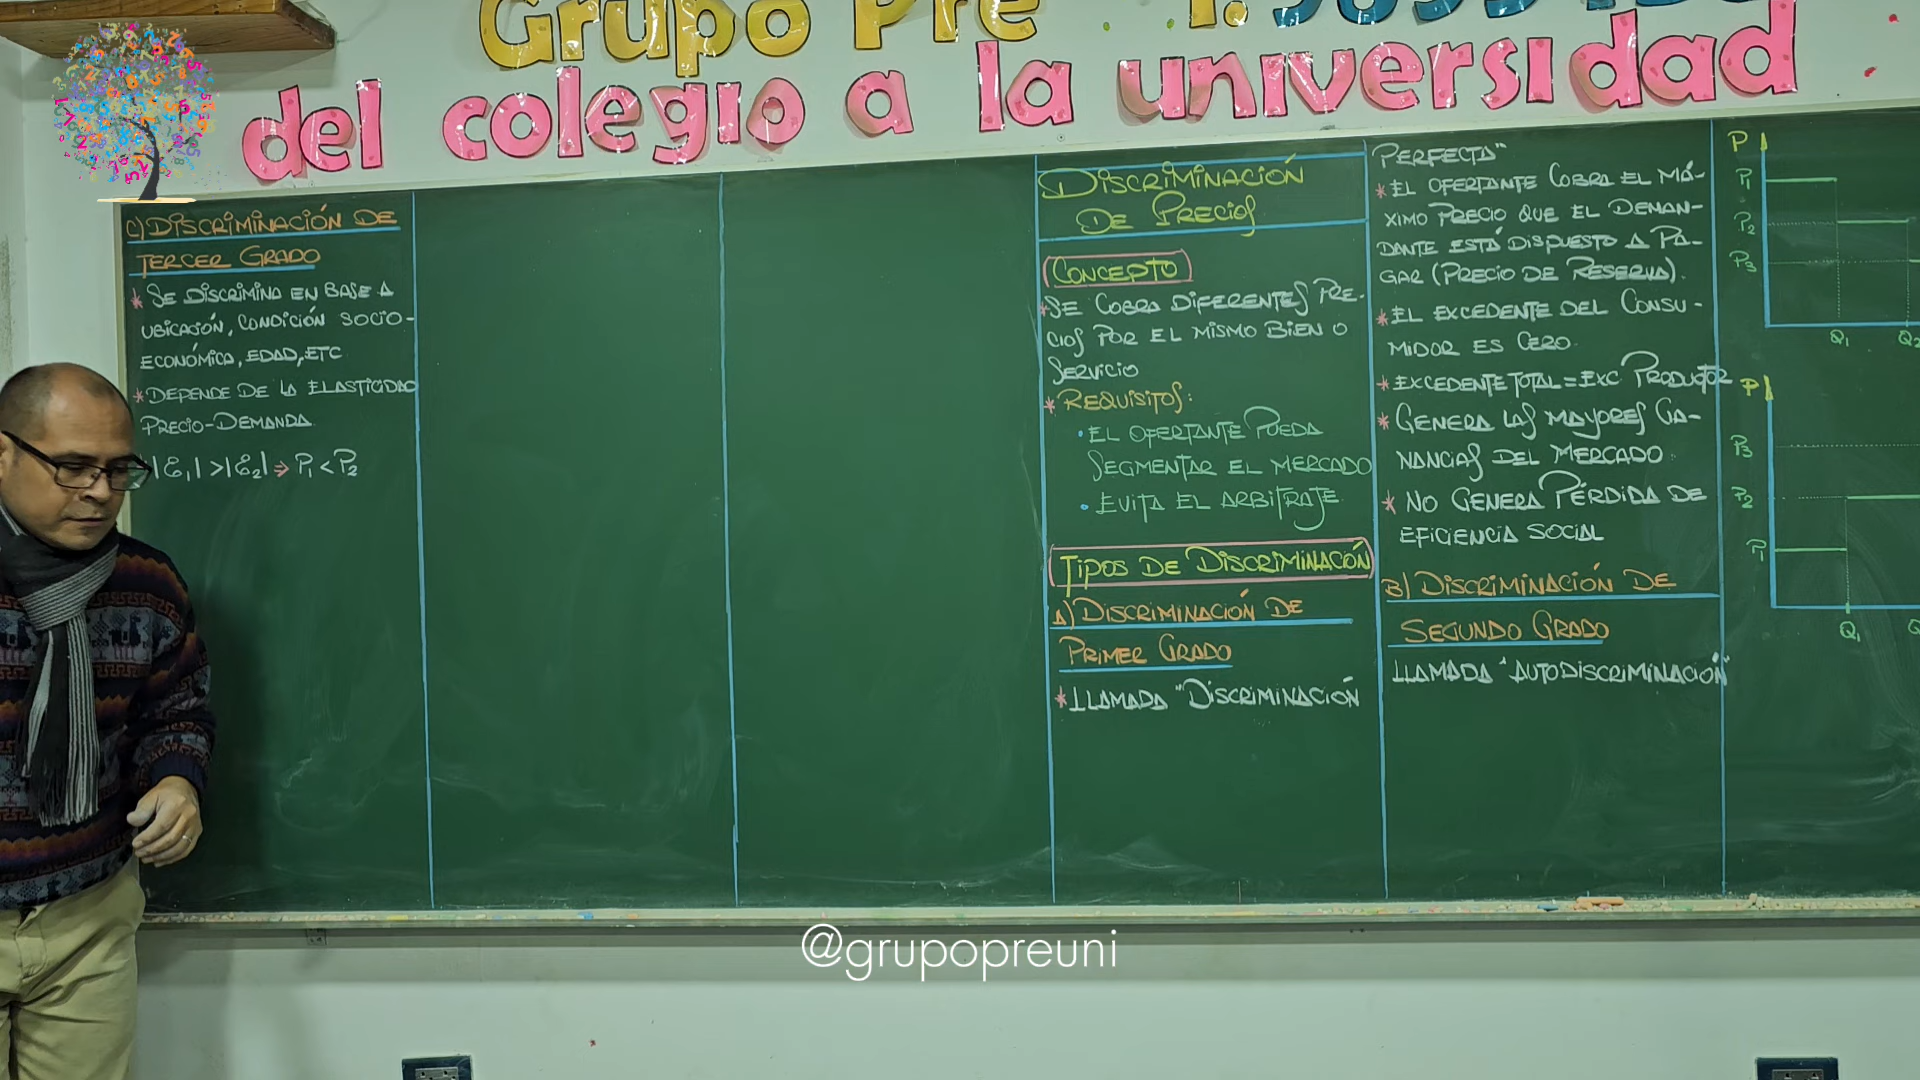 Grupo Pre
del colegio a la universidad
C) DISCRIMINACIÓN DE
TERCER GRADO
* SE DISCRIMINA EN BASE A
UBICACIÓN, CONDICIÓN SOCIO-
ECONÓMICA, EDAD, ETC
* DEPENDE DE LA ELASTICIDAD
PRECIO-DEMANDA.
|Ɛ₁| > |Ɛ₂| ⇒ P₁ < P₂
DISCRIMINACIÓN
DE PRECIOS
CONCEPTO
* SE COBRA DIFERENTES PRE-
CIOS POR EL MISMO BIEN O
SERVICIO
* REQUISITOS:
• EL OFERTANTE PUEDA
SEGMENTAR EL MERCADO
• EVITA EL ARBITRAJE
TIPOS DE DISCRIMINACIÓN
A) DISCRIMINACIÓN DE
PRIMER GRADO
* LLAMADA "DISCRIMINACIÓN
PERFECTA"
* EL OFERTANTE COBRA EL MÁ-
XIMO PRECIO QUE EL DEMAN-
DANTE ESTÁ DISPUESTO A PA-
GAR (PRECIO DE RESERVA).
* EL EXCEDENTE DEL CONSU-
MIDOR ES CERO.
* EXCEDENTE TOTAL = EXC PRODUCTOR
* GENERA LAS MAYORES GA-
NANCIAS DEL MERCADO.
* NO GENERA PÉRDIDA DE
EFICIENCIA SOCIAL
B) DISCRIMINACIÓN DE
SEGUNDO GRADO
LLAMADA "AUTODISCRIMINACIÓN"
P
P₁
P₂
P₃
Q₁ Q₂
P
P₃
P₂
P₁
Q₁
@grupopreuni